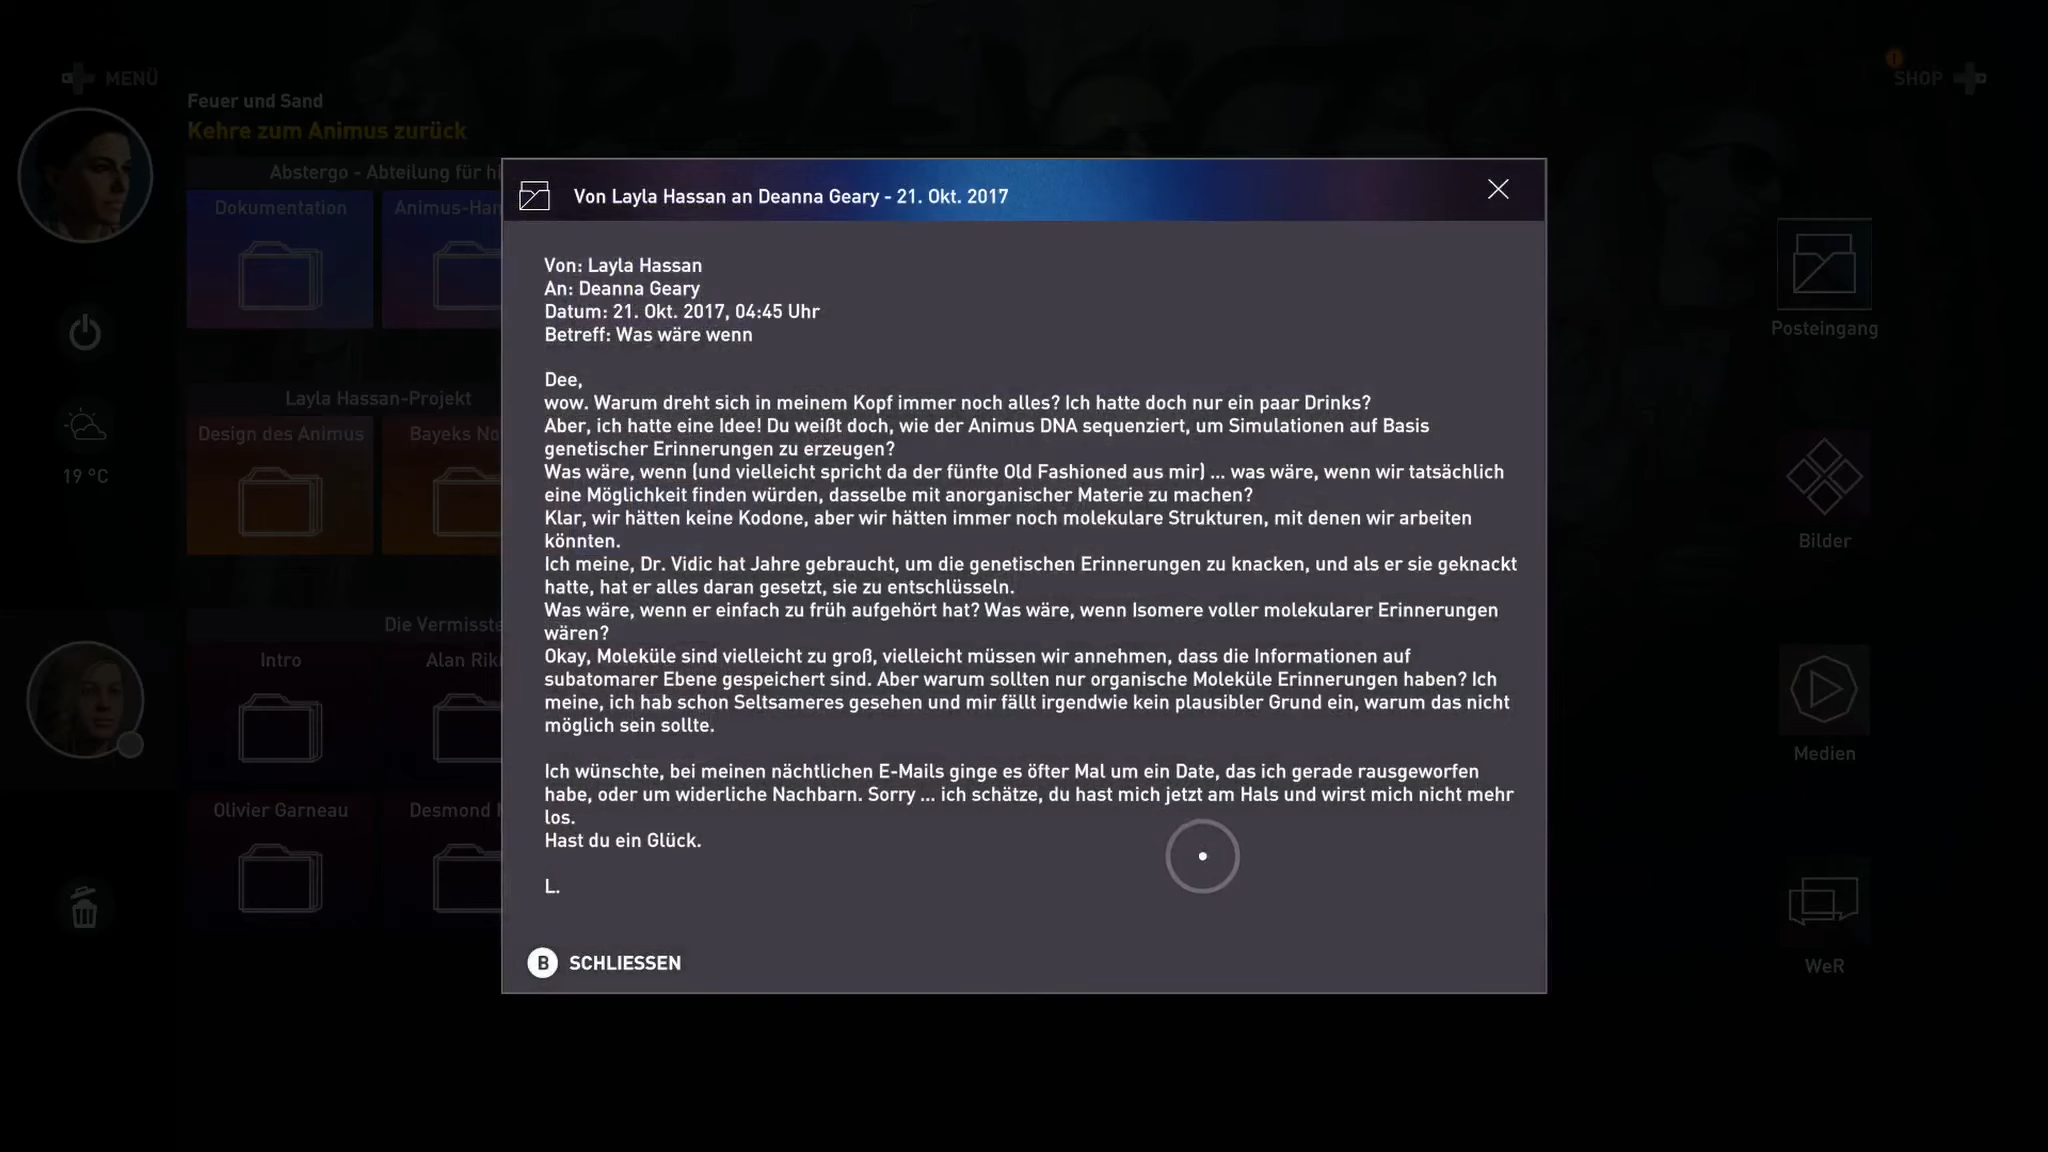 MENÜ
SHOP
Feuer und Sand
Kehre zum Animus zurück
Abstergo - Abteilung für hi
Dokumentation
Animus-Han
Layla Hassan-Projekt
Design des Animus
Bayeks No
19 °C
Die Vermisste
Intro
Alan Rik
Olivier Garneau
Desmond
Von Layla Hassan an Deanna Geary - 21. Okt. 2017
Von: Layla Hassan
An: Deanna Geary
Datum: 21. Okt. 2017, 04:45 Uhr
Betreff: Was wäre wenn
Dee,
wow. Warum dreht sich in meinem Kopf immer noch alles? Ich hatte doch nur ein paar Drinks?
Aber, ich hatte eine Idee! Du weißt doch, wie der Animus DNA sequenziert, um Simulationen auf Basis
genetischer Erinnerungen zu erzeugen?
Was wäre, wenn (und vielleicht spricht da der fünfte Old Fashioned aus mir) ... was wäre, wenn wir tatsächlich
eine Möglichkeit finden würden, dasselbe mit anorganischer Materie zu machen?
Klar, wir hätten keine Kodone, aber wir hätten immer noch molekulare Strukturen, mit denen wir arbeiten
könnten.
Ich meine, Dr. Vidic hat Jahre gebraucht, um die genetischen Erinnerungen zu knacken, und als er sie geknackt
hatte, hat er alles daran gesetzt, sie zu entschlüsseln.
Was wäre, wenn er einfach zu früh aufgehört hat? Was wäre, wenn Isomere voller molekularer Erinnerungen
wären?
Okay, Moleküle sind vielleicht zu groß, vielleicht müssen wir annehmen, dass die Informationen auf
subatomarer Ebene gespeichert sind. Aber warum sollten nur organische Moleküle Erinnerungen haben? Ich
meine, ich hab schon Seltsameres gesehen und mir fällt irgendwie kein plausibler Grund ein, warum das nicht
möglich sein sollte.
Ich wünschte, bei meinen nächtlichen E-Mails ginge es öfter Mal um ein Date, das ich gerade rausgeworfen
habe, oder um widerliche Nachbarn. Sorry ... ich schätze, du hast mich jetzt am Hals und wirst mich nicht mehr
los.
Hast du ein Glück.
L.
B SCHLIESSEN
Posteingang
Bilder
Medien
WeR